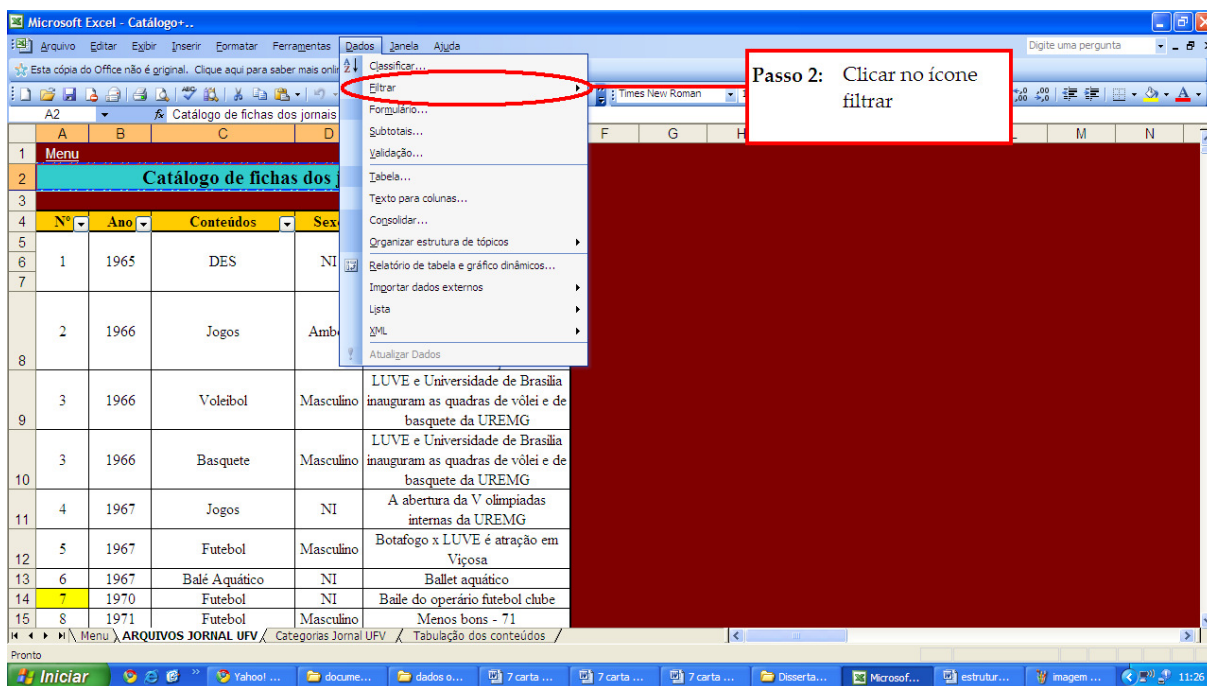 Microsoft Excel - Catálogo+..
Arquivo Editar Exibir Inserir Formatar Ferramentas Dados Janela Ajuda
Digite uma pergunta
Esta cópia do Office não é original. Clique aqui para saber mais onlin
Times New Roman
A2 fx Catálogo de fichas dos jornais
A B C D F G H M N
1 Menu
2 Catálogo de fichas dos j
3
4 Nº Ano Conteúdos Sex
5
6 1 1965 DES NI
7
8 2 1966 Jogos Amb
LUVE e Universidade de Brasília
3 1966 Voleibol Masculino inauguram as quadras de vôlei e de
9 basquete da UREMG
LUVE e Universidade de Brasília
3 1966 Basquete Masculino inauguram as quadras de vôlei e de
10 basquete da UREMG
A abertura da V olimpíadas
4 1967 Jogos NI
11 internas da UREMG
Botafogo x LUVE é atração em
5 1967 Futebol Masculino
12 Viçosa
13 6 1967 Balé Aquático NI Ballet aquático
14 7 1970 Futebol NI Baile do operário futebol clube
15 8 1971 Futebol Masculino Menos bons - 71
Classificar...
Filtrar
Formulário...
Subtotais...
Validação...
Tabela...
Texto para colunas...
Consolidar...
Organizar estrutura de tópicos
Relatório de tabela e gráfico dinâmicos...
Importar dados externos
Lista
XML
Atualizar Dados
Passo 2: Clicar no ícone
filtrar
Menu ARQUIVOS JORNAL UFV Categorias Jornal UFV Tabulação dos conteúdos
Pronto
Iniciar Yahoo! ... docume... dados o... 7 carta ... 7 carta ... 7 carta ... Disserta... Microsof... estrutur... imagem ... 11:26